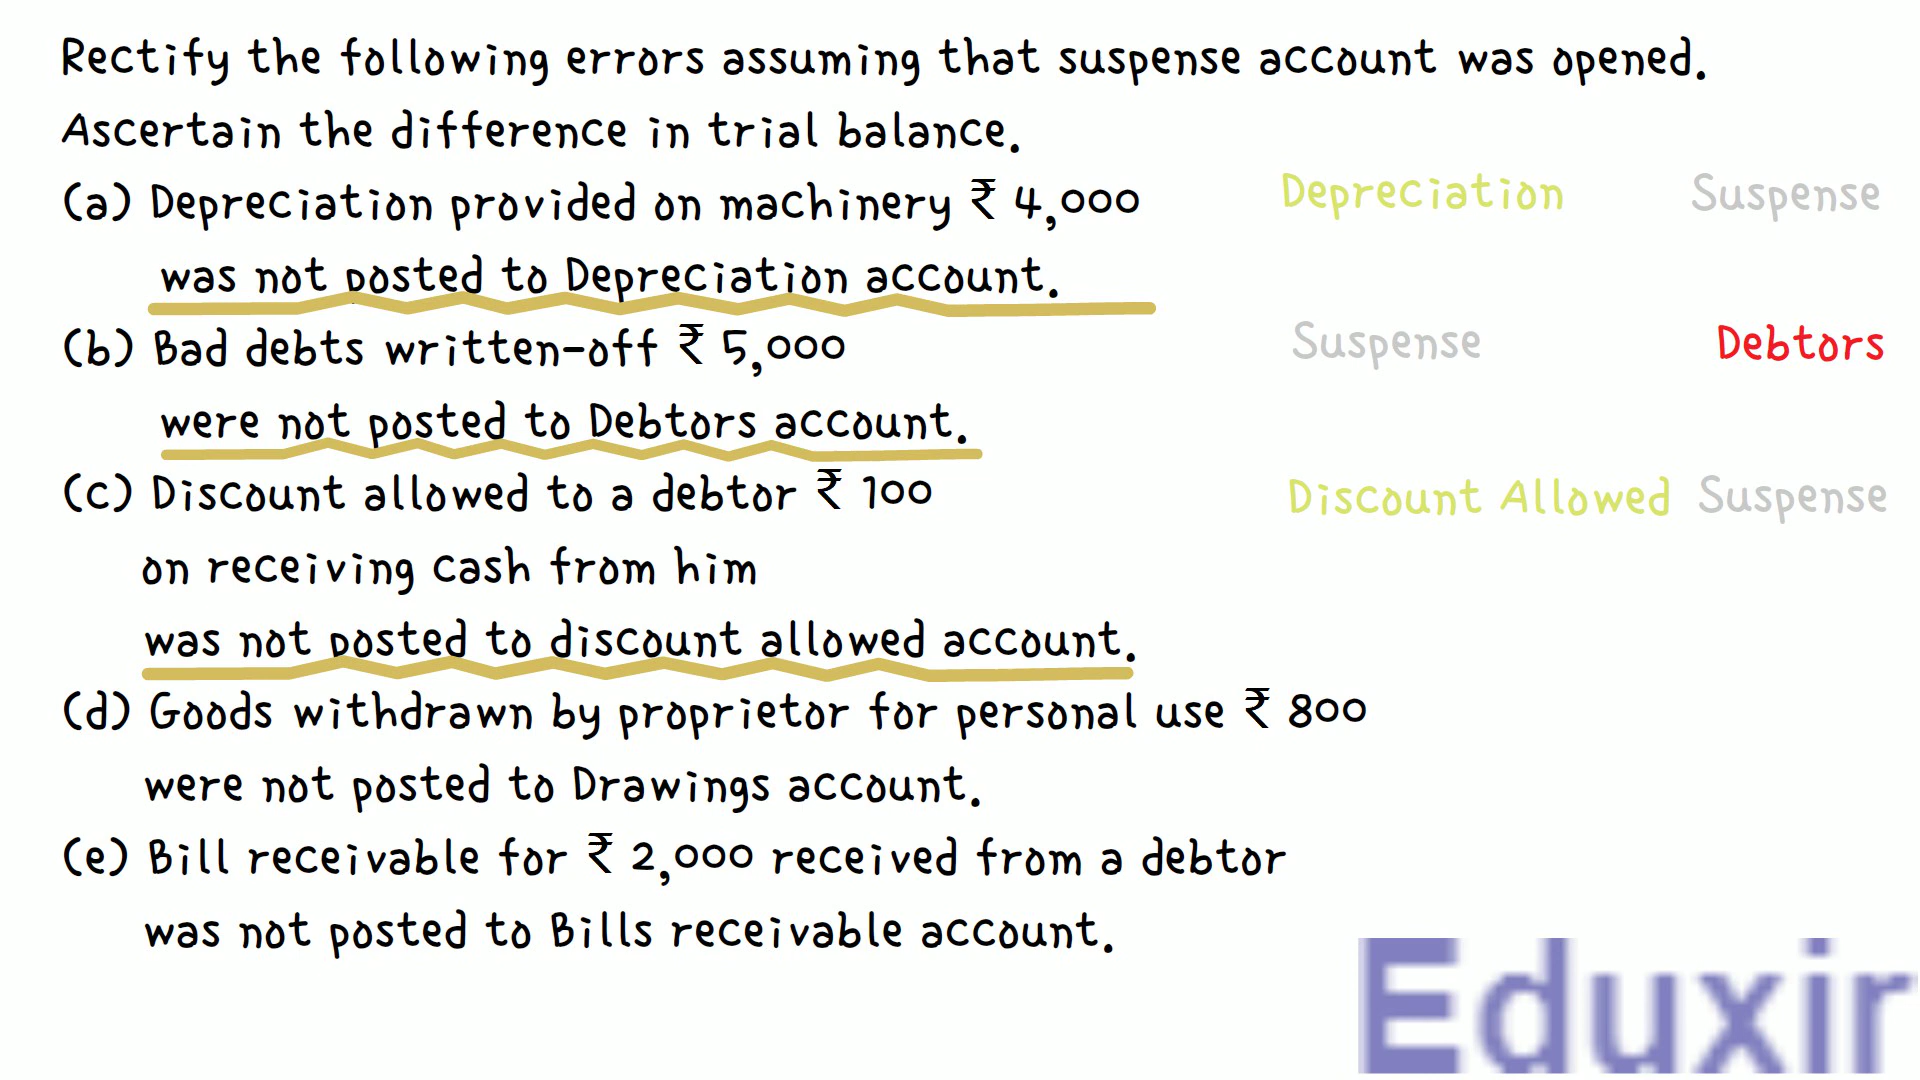 Rectify the following errors assuming that suspense account was opened.
Ascertain the difference in trial balance.
(a) Depreciation provided on machinery ₹ 4,000
Depreciation Suspense
was not posted to Depreciation account.
(b) Bad debts written-off ₹ 5,000
Suspense Debtors
were not posted to Debtors account.
(c) Discount allowed to a debtor ₹ 100
Discount Allowed Suspense
on receiving cash from him
was not posted to discount allowed account.
(d) Goods withdrawn by proprietor for personal use ₹ 800
were not posted to Drawings account.
(e) Bill receivable for ₹ 2,000 received from a debtor
was not posted to Bills receivable account.
Eduxir